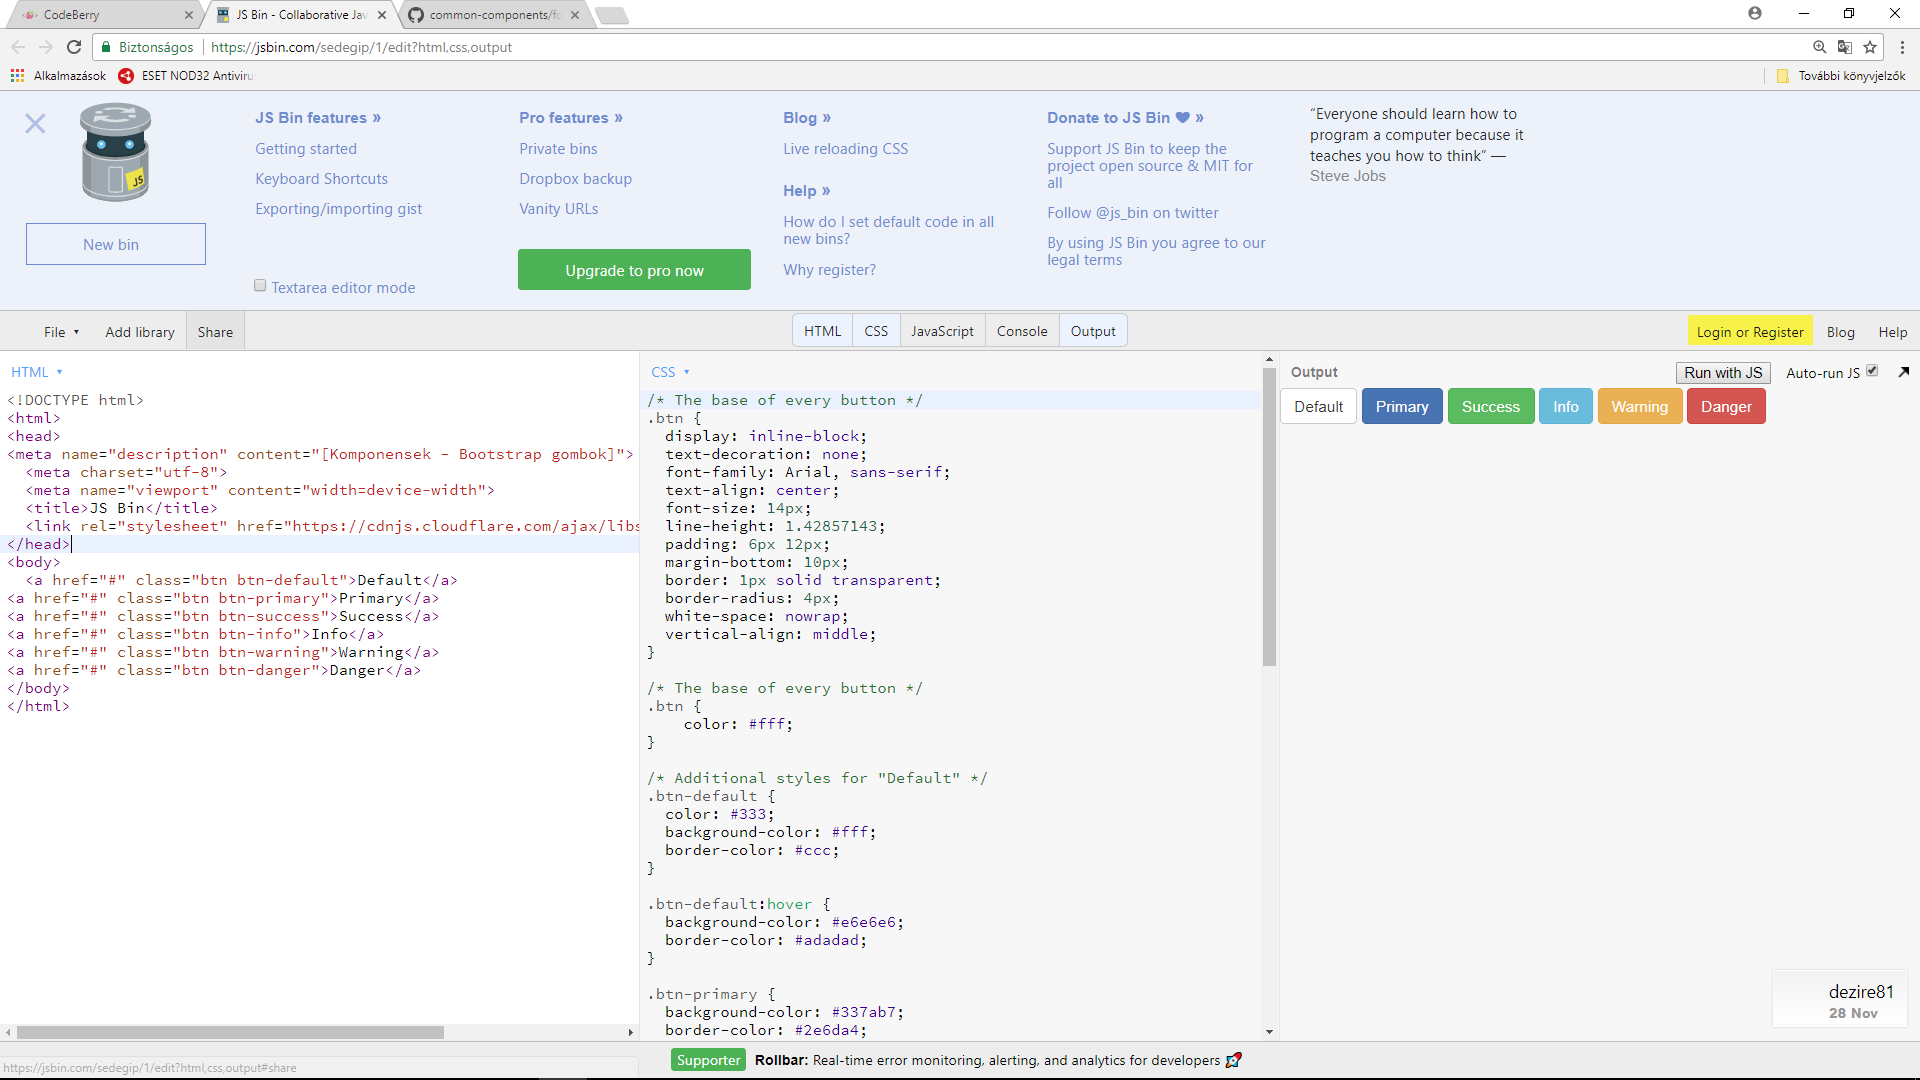 CodeBerry
JS Bin - Collaborative Jav
common-components/fo
Biztonságos
https://jsbin.com/sedegip/1/edit?html,css,output
Alkalmazások
ESET NOD32 Antiviru
További könyvjelzők
JS
New bin
JS Bin features »
Getting started
Keyboard Shortcuts
Exporting/importing gist
Textarea editor mode
Pro features »
Private bins
Dropbox backup
Vanity URLs
Upgrade to pro now
Blog »
Live reloading CSS
Help »
How do I set default code in all
new bins?
Why register?
Donate to JS Bin ♥ »
Support JS Bin to keep the
project open source & MIT for
all
Follow @js_bin on twitter
By using JS Bin you agree to our
legal terms
“Everyone should learn how to
program a computer because it
teaches you how to think” —
Steve Jobs
File
Add library
Share
HTML
CSS
JavaScript
Console
Output
Login or Register
Blog
Help
HTML
<!DOCTYPE html>
<html>
<head>
<meta name="description" content="[Komponensek - Bootstrap gombok]">
<meta charset="utf-8">
<meta name="viewport" content="width=device-width">
<title>JS Bin</title>
<link rel="stylesheet" href="https://cdnjs.cloudflare.com/ajax/libs
</head>
<body>
<a href="#" class="btn btn-default">Default</a>
<a href="#" class="btn btn-primary">Primary</a>
<a href="#" class="btn btn-success">Success</a>
<a href="#" class="btn btn-info">Info</a>
<a href="#" class="btn btn-warning">Warning</a>
<a href="#" class="btn btn-danger">Danger</a>
</body>
</html>
CSS
/* The base of every button */
.btn {
display: inline-block;
text-decoration: none;
font-family: Arial, sans-serif;
text-align: center;
font-size: 14px;
line-height: 1.42857143;
padding: 6px 12px;
margin-bottom: 10px;
border: 1px solid transparent;
border-radius: 4px;
white-space: nowrap;
vertical-align: middle;
}
/* The base of every button */
.btn {
color: #fff;
}
/* Additional styles for "Default" */
.btn-default {
color: #333;
background-color: #fff;
border-color: #ccc;
}
.btn-default:hover {
background-color: #e6e6e6;
border-color: #adadad;
}
.btn-primary {
background-color: #337ab7;
border-color: #2e6da4;
Output
Run with JS
Auto-run JS
Default
Primary
Success
Info
Warning
Danger
dezire81
28 Nov
https://jsbin.com/sedegip/1/edit?html,css,output#share
Supporter
Rollbar: Real-time error monitoring, alerting, and analytics for developers